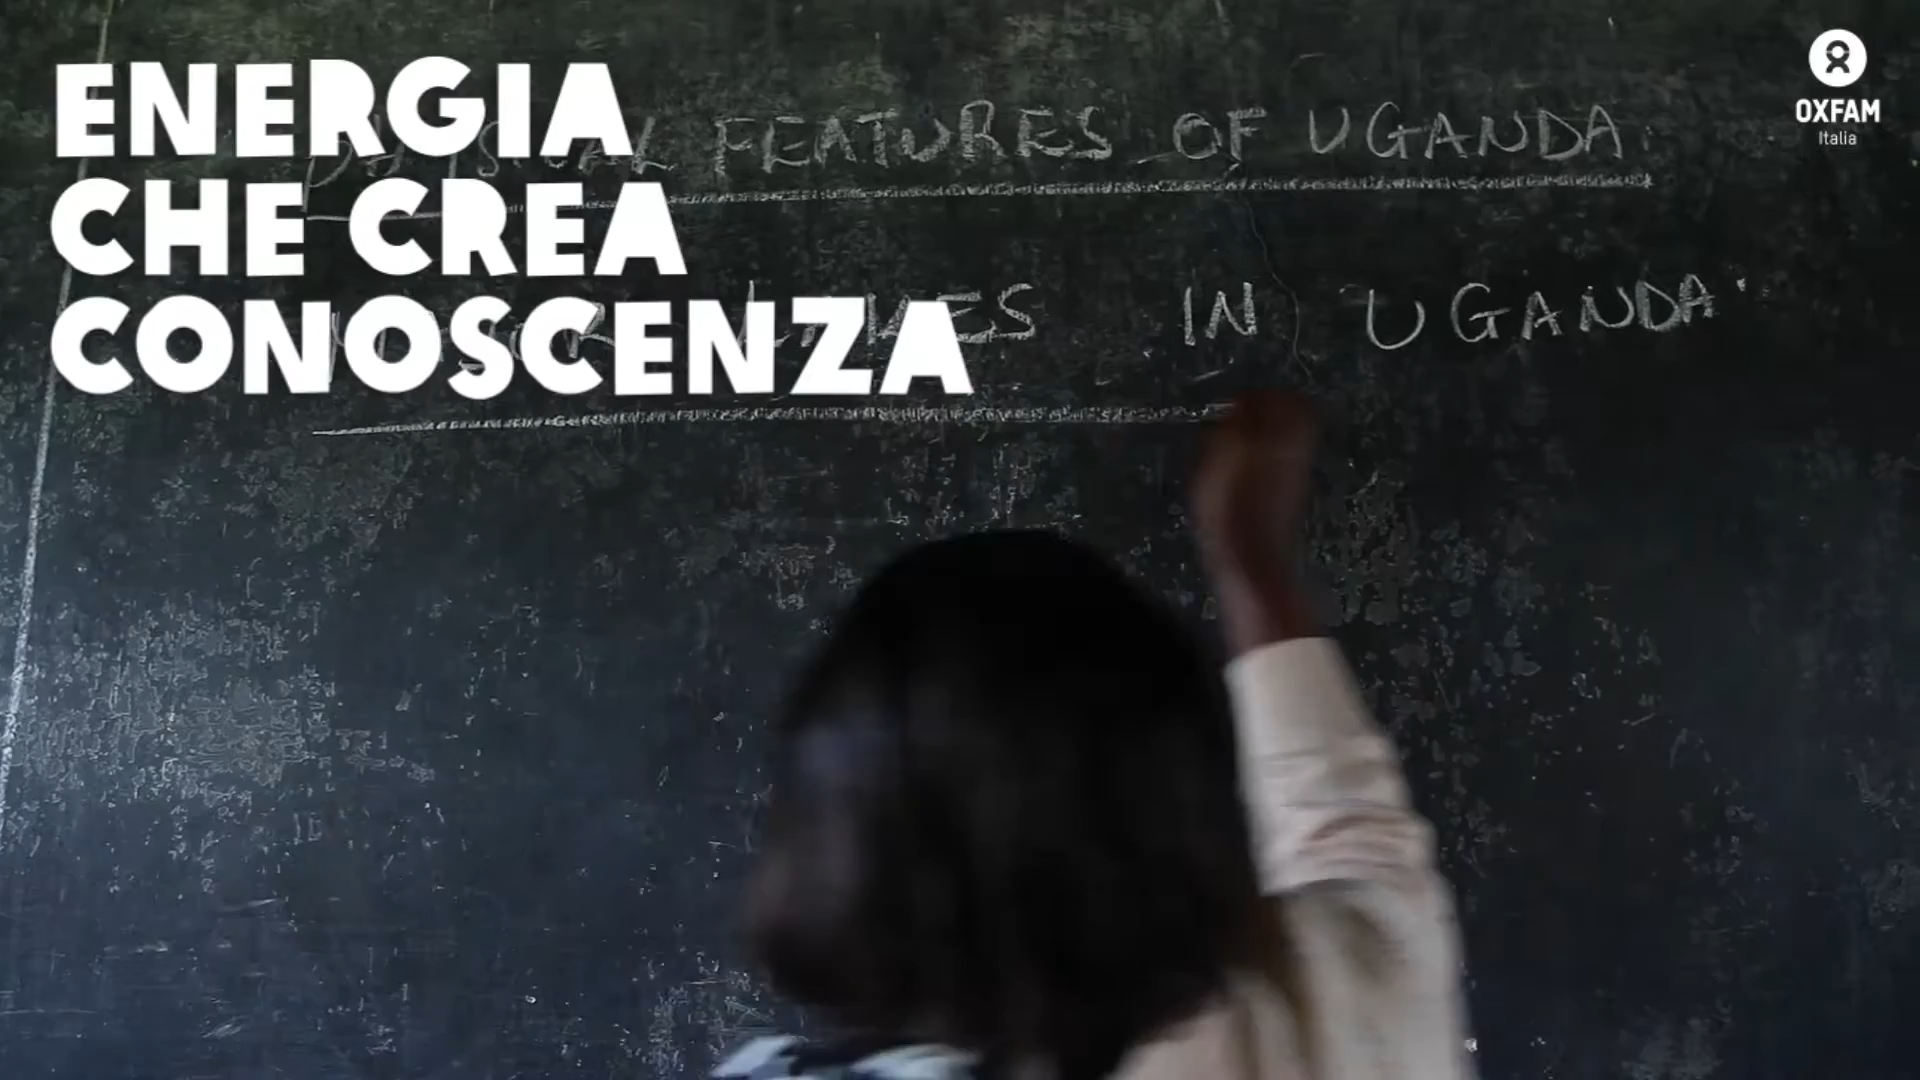 ENERGIA
CHE CREA
CONOSCENZA
FEATURES OF UGANDA.
IN UGANDA.
OXFAM
Italia